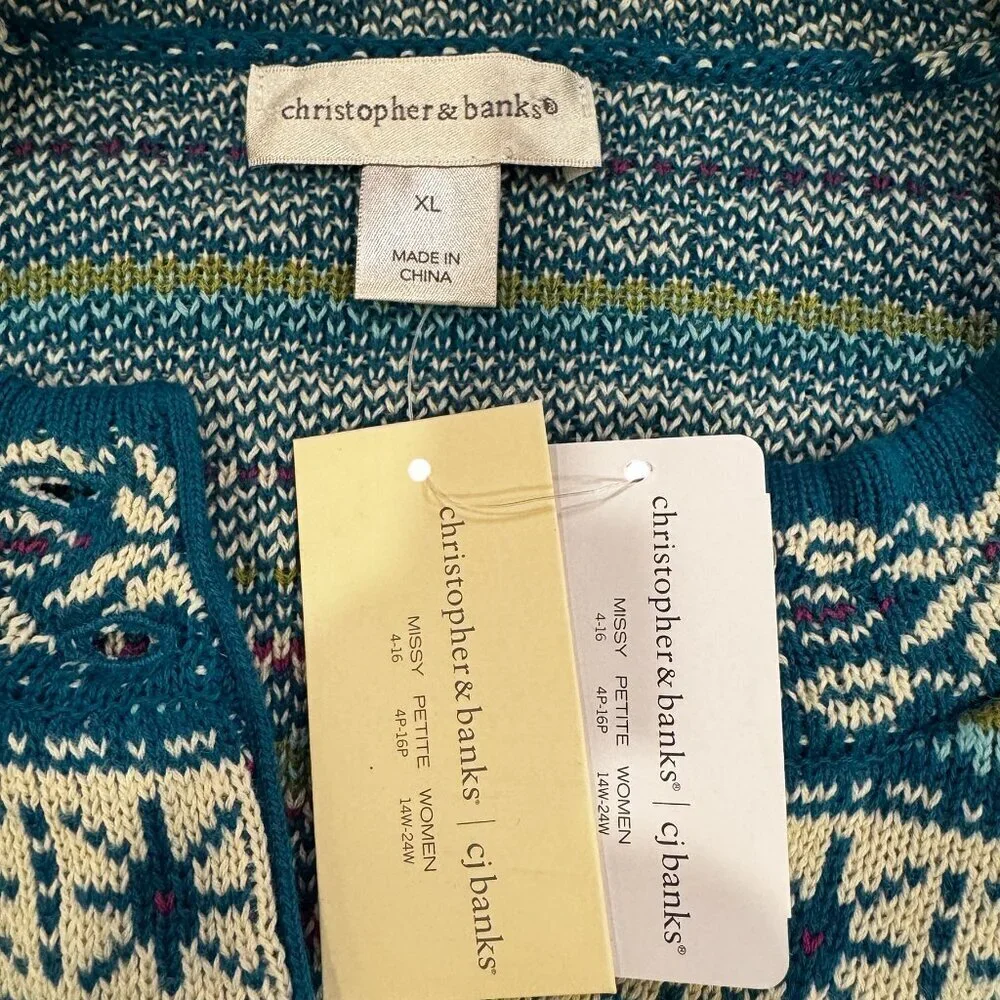 christopher & banks®
XL
MADE IN
CHINA
christopher & banks® | cj banks®
MISSY PETITE WOMEN
4-16 4P-16P 14W-24W
christopher & banks® | cj banks®
MISSY PETITE WOMEN
4-16 4P-16P 14W-24W